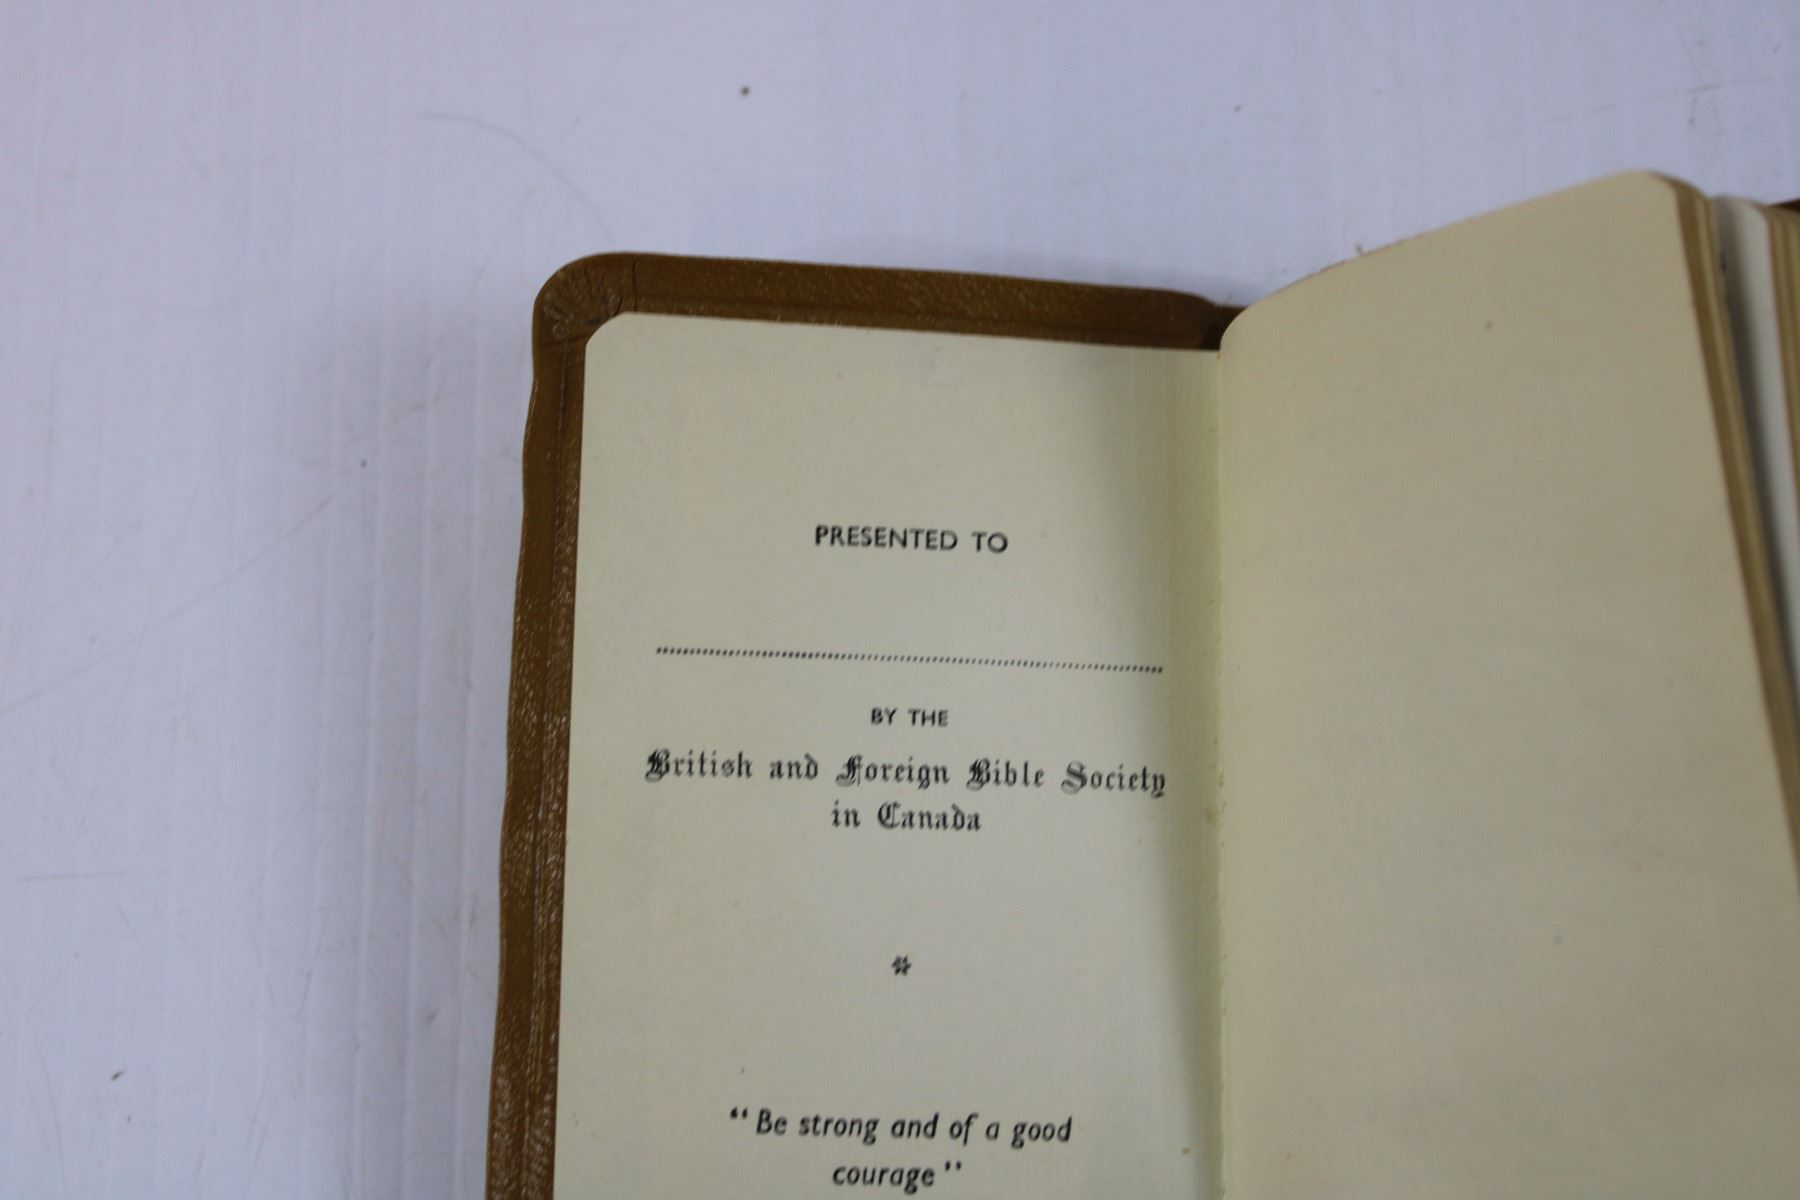 PRESENTED TO
BY THE
British and Foreign Bible Society
in Canada
*
“Be strong and of a good
courage”